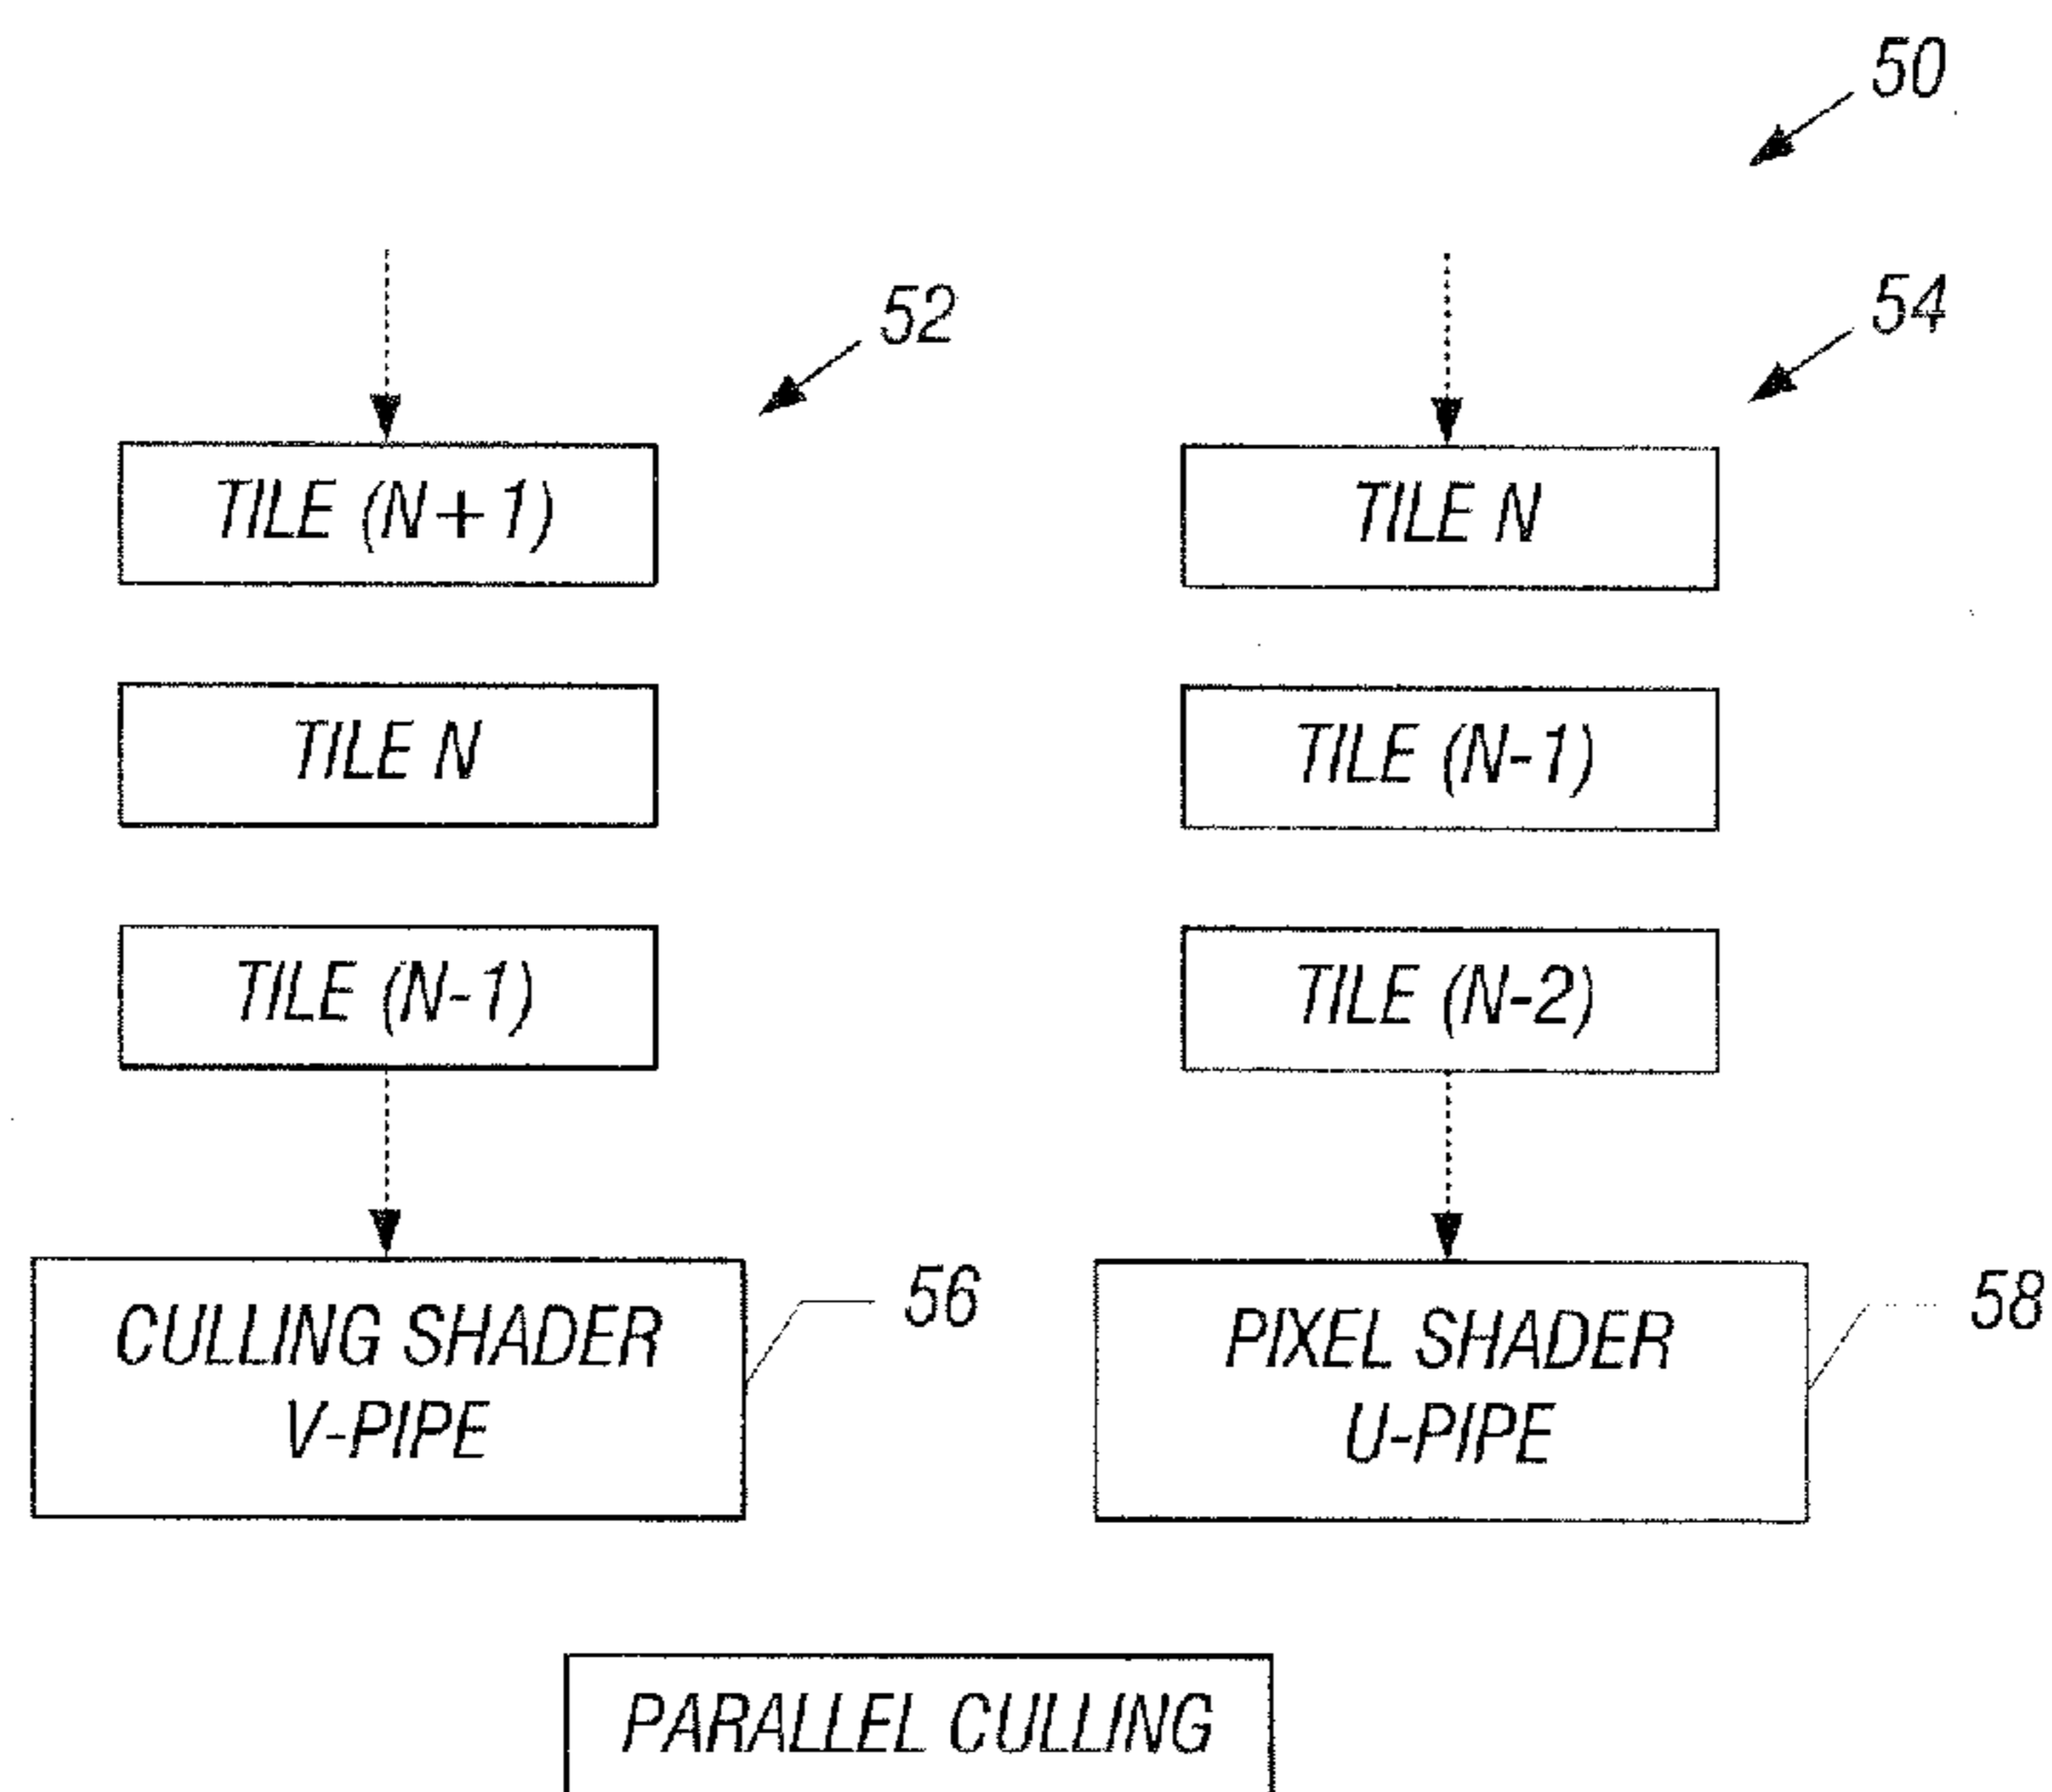 50
52
54
TILE (N+1)
TILE N
TILE N
TILE (N-1)
TILE (N-1)
TILE (N-2)
CULLING SHADER
V-PIPE
56
PIXEL SHADER
U-PIPE
58
PARALLEL CULLING